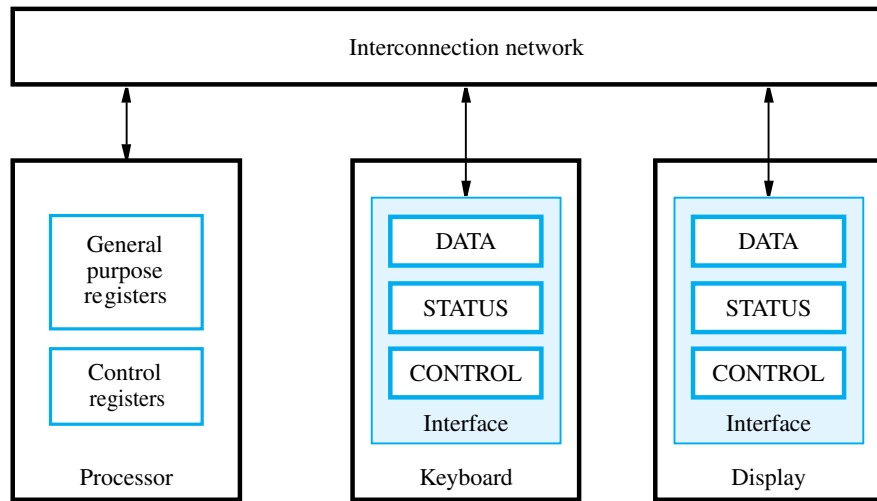 Interconnection network
General
purpose
registers
Control
registers
Processor
DATA
STATUS
CONTROL
Interface
Keyboard
DATA
STATUS
CONTROL
Interface
Display